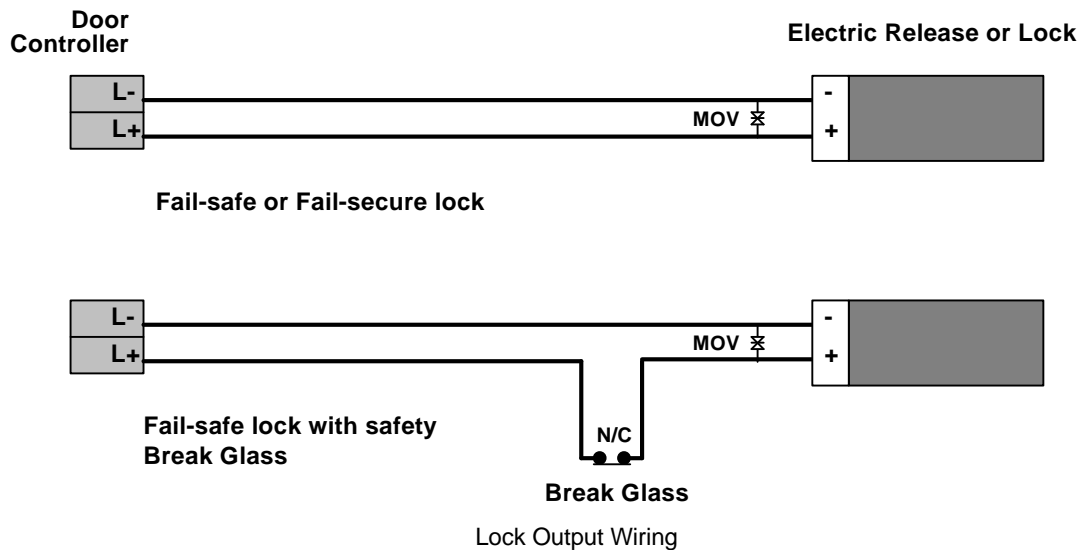 Door
Controller
Electric Release or Lock
L-
L+
MOV
-
+
Fail-safe or Fail-secure lock
L-
L+
MOV
-
+
Fail-safe lock with safety
Break Glass
N/C
Break Glass
Lock Output Wiring